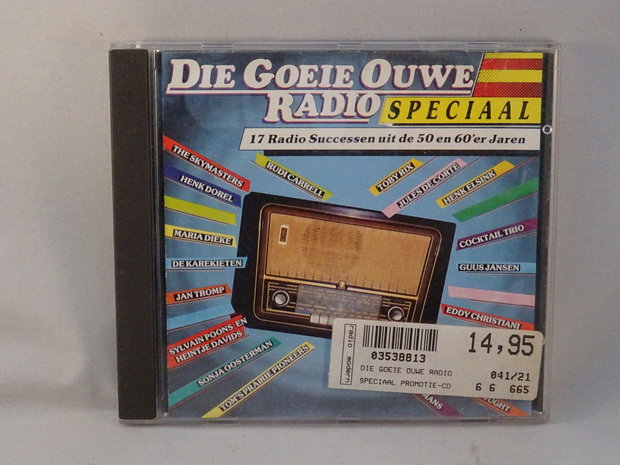 DIE GOEIE OUWE
RADIO SPECIAAL
17 Radio Successen uit de 50 en 60'er Jaren
THE SKYMASTERS
RUDI CARRELL
TOBY RIX
JULES DE CORTE
HENK ELSINK
HENK DOREL
MARIA DIEKE
COCKTAIL TRIO
DE KAREKIETEN
GUUS JANSEN
JAN TROMP
EDDY CHRISTIANI
SYLVAIN POONS EN
HEINTJE DAVIDS
SONJA OOSTERMAN
TOM'S PRAIRIE PIONEERS
radio modern
03538813
14,95
DIE GOEIE OUWE RADIO
041/21
SPECIAAL PROMOTIE-CD
6 6 665